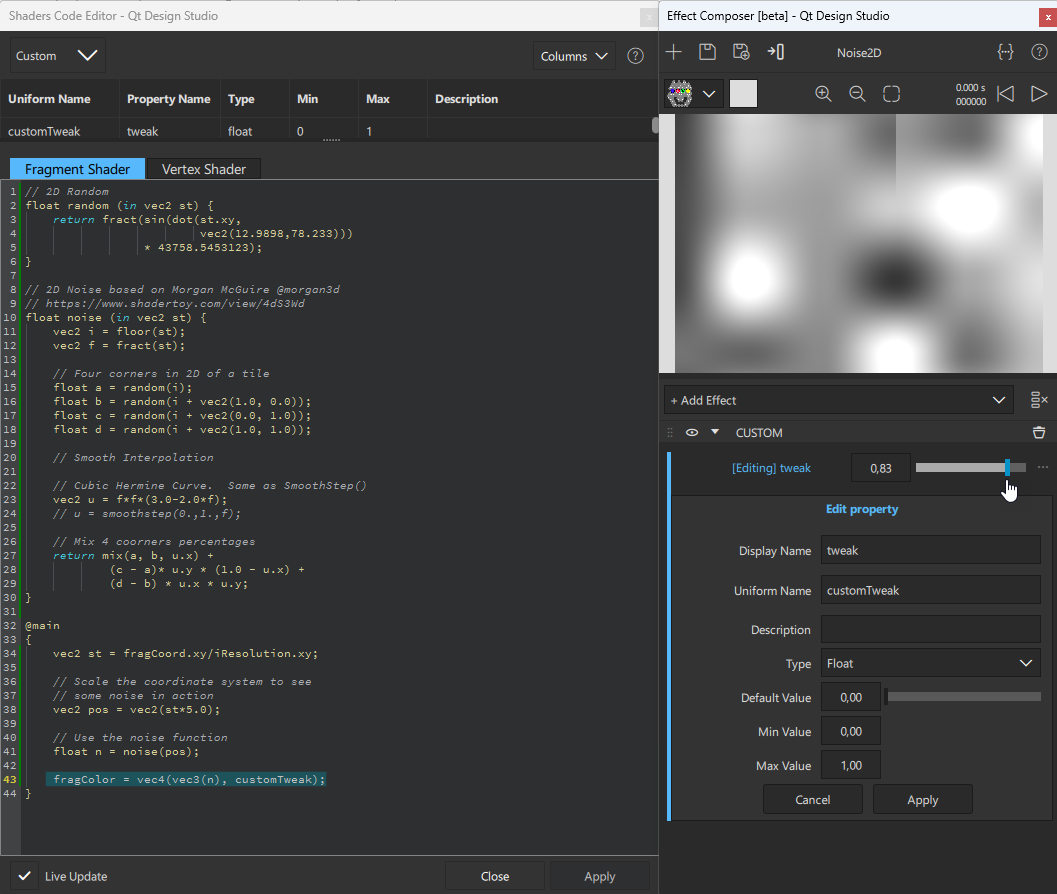 Shaders Code Editor - Qt Design Studio
x
Custom
Columns
?
Uniform Name Property Name Type Min Max Description
customTweak tweak float 0 1
Fragment Shader Vertex Shader
1 // 2D Random
2 float random (in vec2 st) {
3 return fract(sin(dot(st.xy,
4 vec2(12.9898,78.233)))
5 * 43758.5453123);
6 }
7
8 // 2D Noise based on Morgan McGuire @morgan3d
9 // https://www.shadertoy.com/view/4dS3Wd
10 float noise (in vec2 st) {
11 vec2 i = floor(st);
12 vec2 f = fract(st);
13
14 // Four corners in 2D of a tile
15 float a = random(i);
16 float b = random(i + vec2(1.0, 0.0));
17 float c = random(i + vec2(0.0, 1.0));
18 float d = random(i + vec2(1.0, 1.0));
19
20 // Smooth Interpolation
21
22 // Cubic Hermine Curve.  Same as SmoothStep()
23 vec2 u = f*f*(3.0-2.0*f);
24 // u = smoothstep(0.,1.,f);
25
26 // Mix 4 coorners percentages
27 return mix(a, b, u.x) +
28 (c - a)* u.y * (1.0 - u.x) +
29 (d - b) * u.x * u.y;
30 }
31
32 @main
33 {
34 vec2 st = fragCoord.xy/iResolution.xy;
35
36 // Scale the coordinate system to see
37 // some noise in action
38 vec2 pos = vec2(st*5.0);
39
40 // Use the noise function
41 float n = noise(pos);
42
43 fragColor = vec4(vec3(n), customTweak);
44 }
Live Update
Close
Apply
Effect Composer [beta] - Qt Design Studio
x
Noise2D
?
0.000 s
000000
+ Add Effect
CUSTOM
[Editing] tweak 0,83
Edit property
Display Name tweak
Uniform Name customTweak
Description
Type Float
Default Value 0,00
Min Value 0,00
Max Value 1,00
Cancel Apply